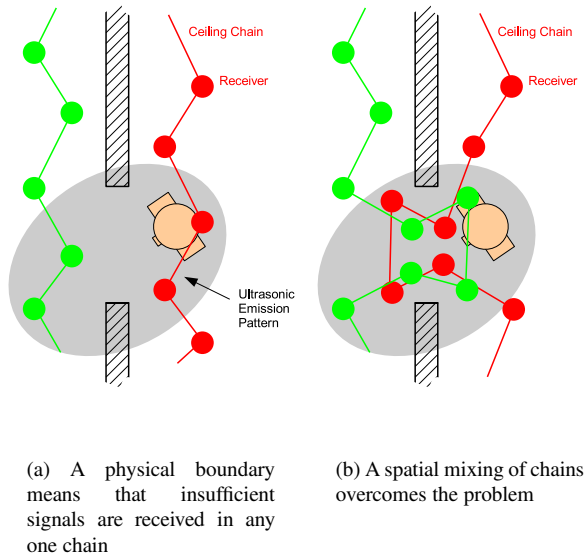 Ceiling Chain
Receiver
Ultrasonic
Emission
Pattern
Ceiling Chain
Receiver
(a) A physical boundary
means that insufficient
signals are received in any
one chain
(b) A spatial mixing of chains
overcomes the problem